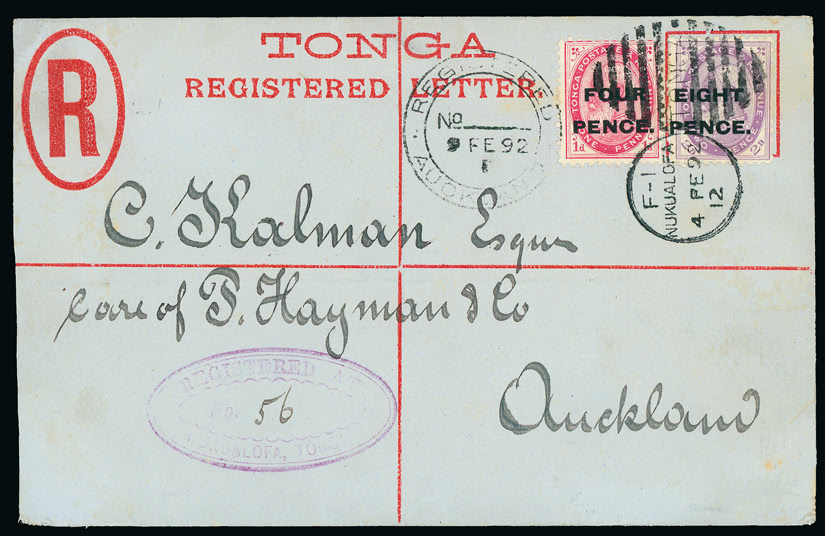 TONGA
REGISTERED LETTER.
R
REGISTERED
No
9 FE 92
AUCKLAND
TONGA POSTAGE
FOUR
PENCE.
ONE PENNY
1d
EIGHT
PENCE.
F-1
NUKUALOFA
4 FE 92
12
C. Kalman Esqre
care of P. Hayman & Co
Auckland
REGISTERED AT
No. 56
NUKUALOFA, TONGA